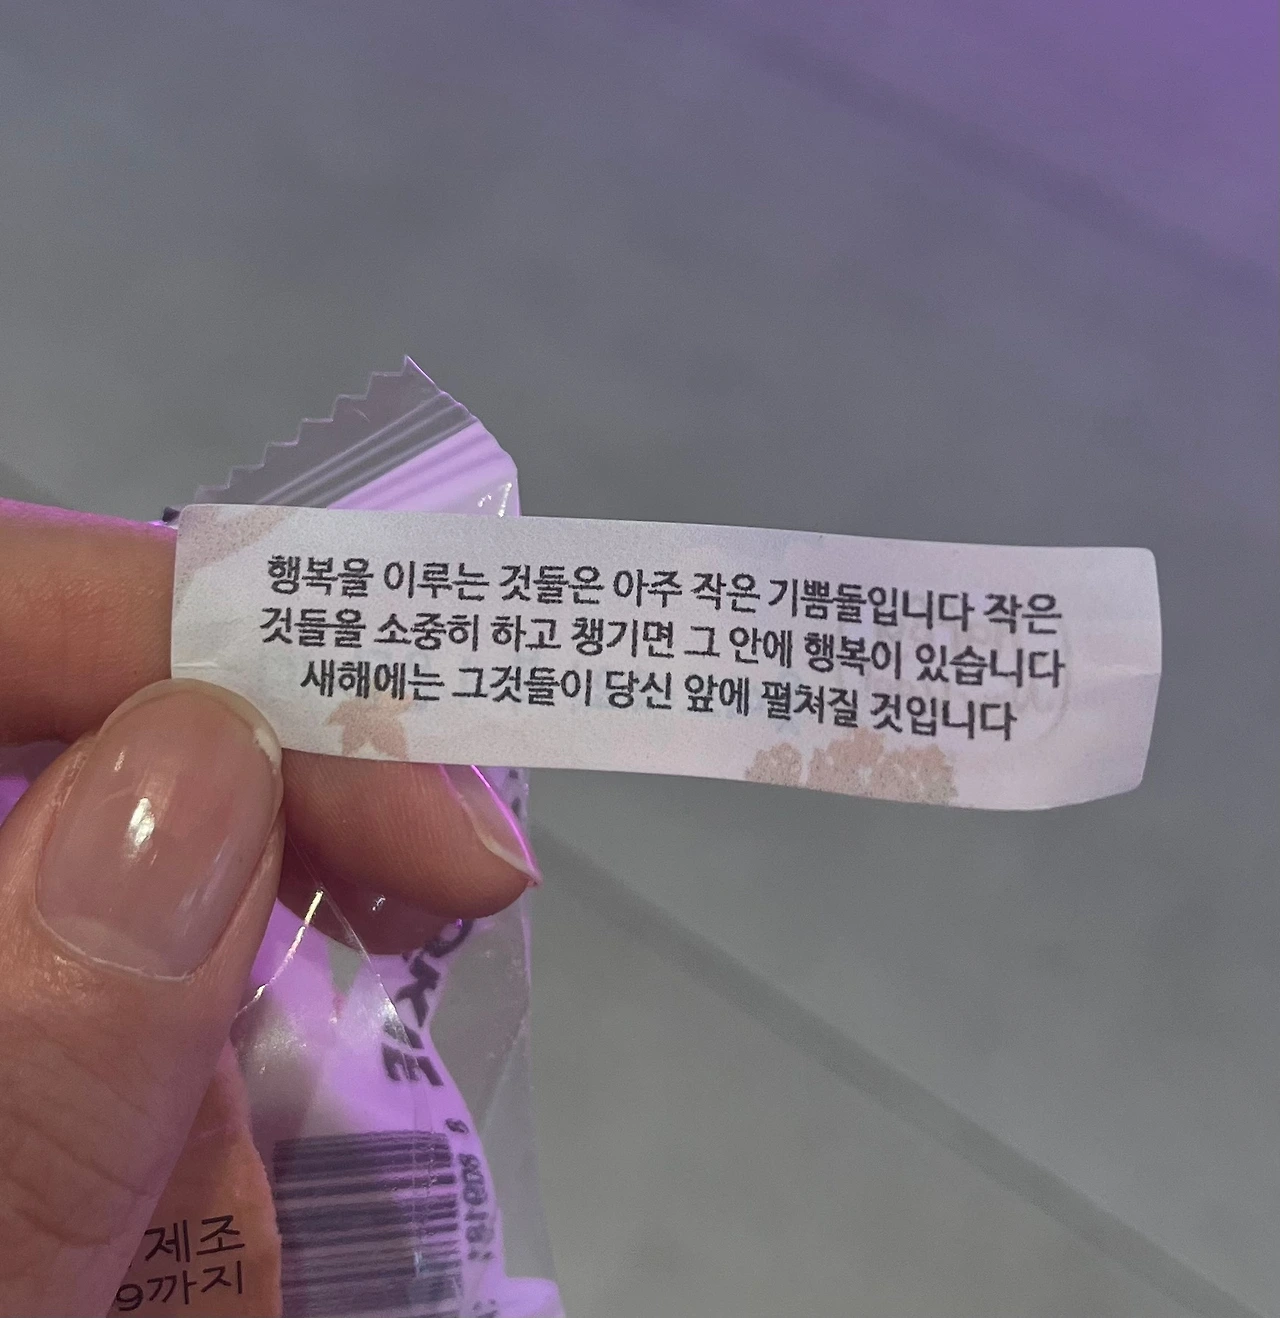 행복을 이루는 것들은 아주 작은 기쁨들입니다 작은
것들을 소중히 하고 챙기면 그 안에 행복이 있습니다
새해에는 그것들이 당신 앞에 펼쳐질 것입니다
OKIE
제조
9까지